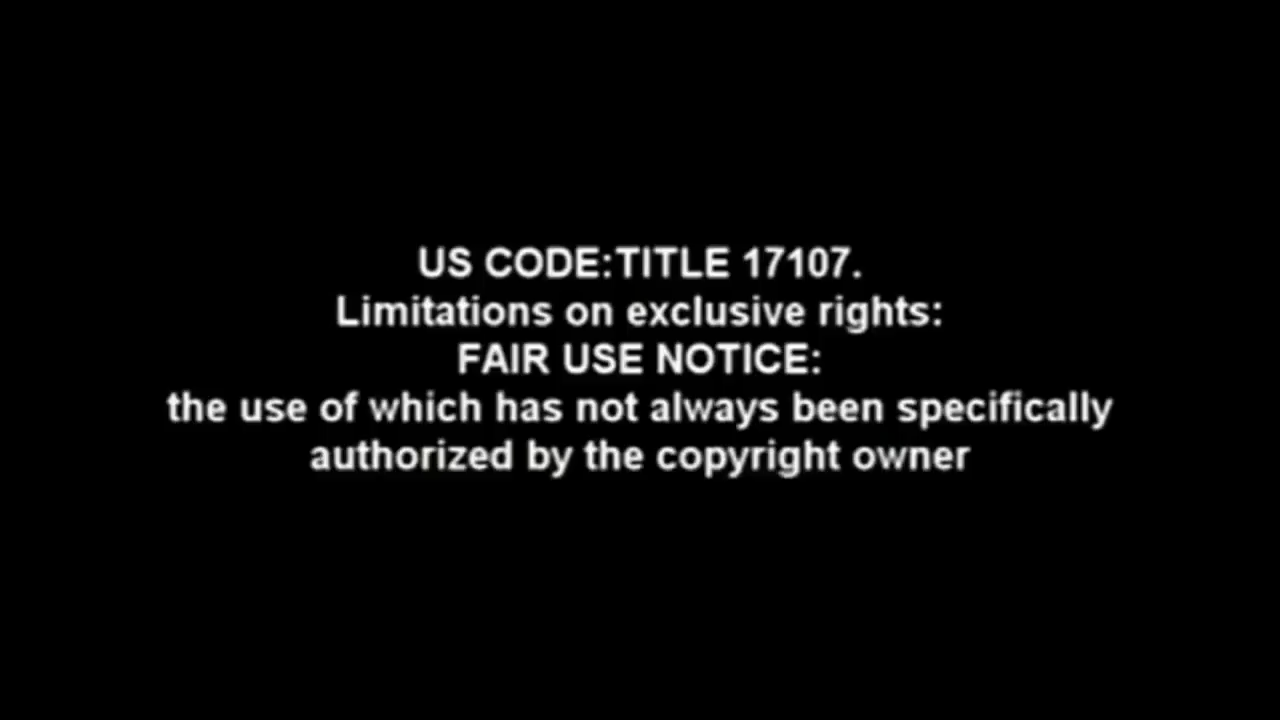 US CODE:TITLE 17107.
Limitations on exclusive rights:
FAIR USE NOTICE:
the use of which has not always been specifically
authorized by the copyright owner